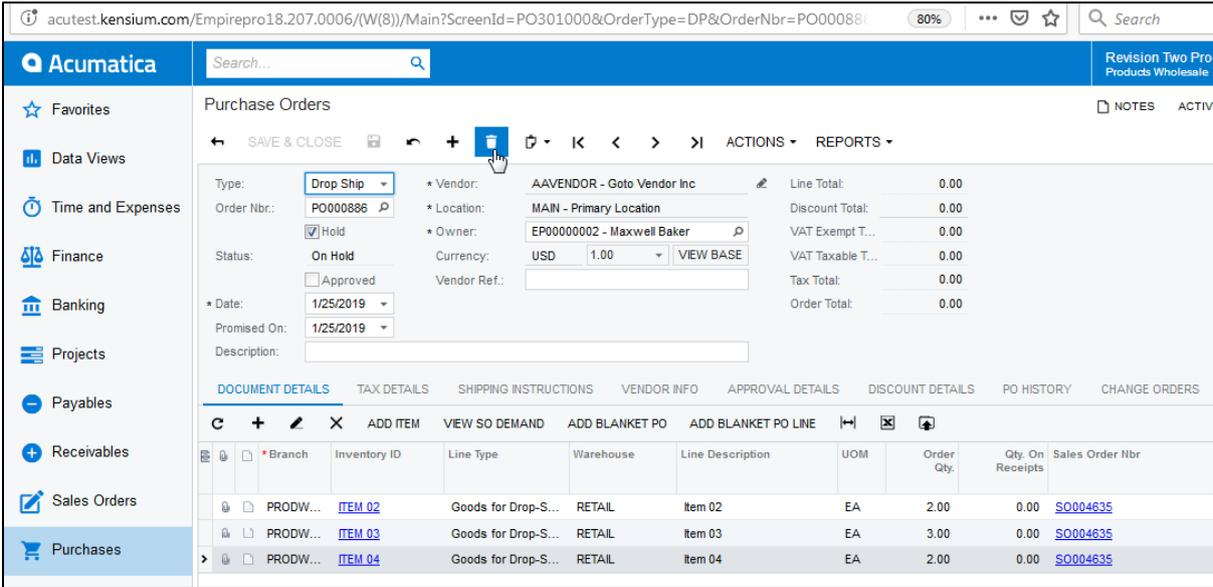 acutest.kensium.com/Empirepro18.207.0006/(W(8))/Main?ScreenId=PO301000&OrderType=DP&OrderNbr=PO000886 80% Search
Acumatica Search... Revision Two Pro
Products Wholesale
Favorites Purchase Orders NOTES ACTIV
SAVE & CLOSE ACTIONS REPORTS
Data Views
Type: Drop Ship * Vendor: AAVENDOR - Goto Vendor Inc Line Total: 0.00
Time and Expenses Order Nbr.: PO000886 * Location: MAIN - Primary Location Discount Total: 0.00
Hold * Owner: EP00000002 - Maxwell Baker VAT Exempt T... 0.00
Finance Status: On Hold Currency: USD 1.00 VIEW BASE VAT Taxable T... 0.00
Approved Vendor Ref.: Tax Total: 0.00
Banking * Date: 1/25/2019 Order Total: 0.00
Promised On: 1/25/2019
Projects Description:
DOCUMENT DETAILS TAX DETAILS SHIPPING INSTRUCTIONS VENDOR INFO APPROVAL DETAILS DISCOUNT DETAILS PO HISTORY CHANGE ORDERS
Payables
ADD ITEM VIEW SO DEMAND ADD BLANKET PO ADD BLANKET PO LINE
Receivables * Branch Inventory ID Line Type Warehouse Line Description UOM Order Qty. Qty. On Receipts Sales Order Nbr
Sales Orders PRODW... ITEM 02 Goods for Drop-S... RETAIL Item 02 EA 2.00 0.00 SO004635
PRODW... ITEM 03 Goods for Drop-S... RETAIL Item 03 EA 3.00 0.00 SO004635
Purchases PRODW... ITEM 04 Goods for Drop-S... RETAIL Item 04 EA 2.00 0.00 SO004635